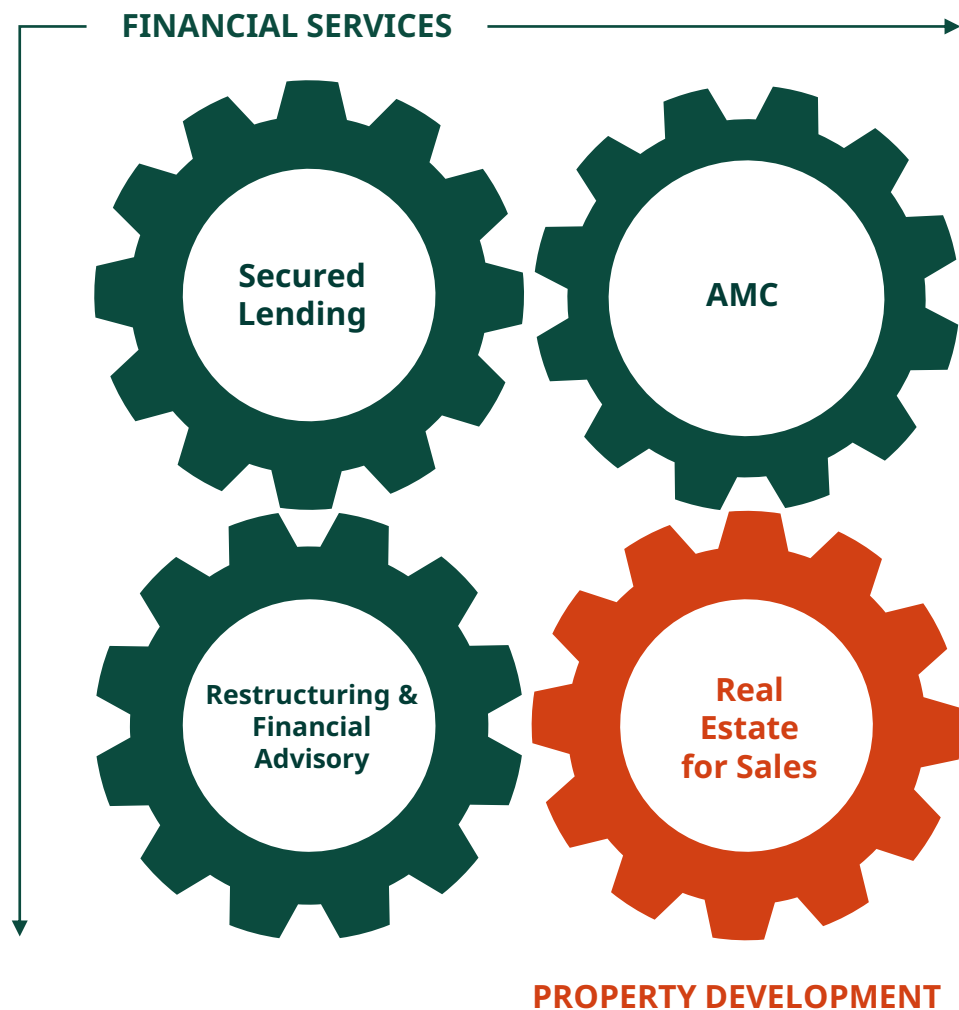 FINANCIAL SERVICES
Secured
Lending
AMC
Restructuring &
Financial
Advisory
Real
Estate
for Sales
PROPERTY DEVELOPMENT